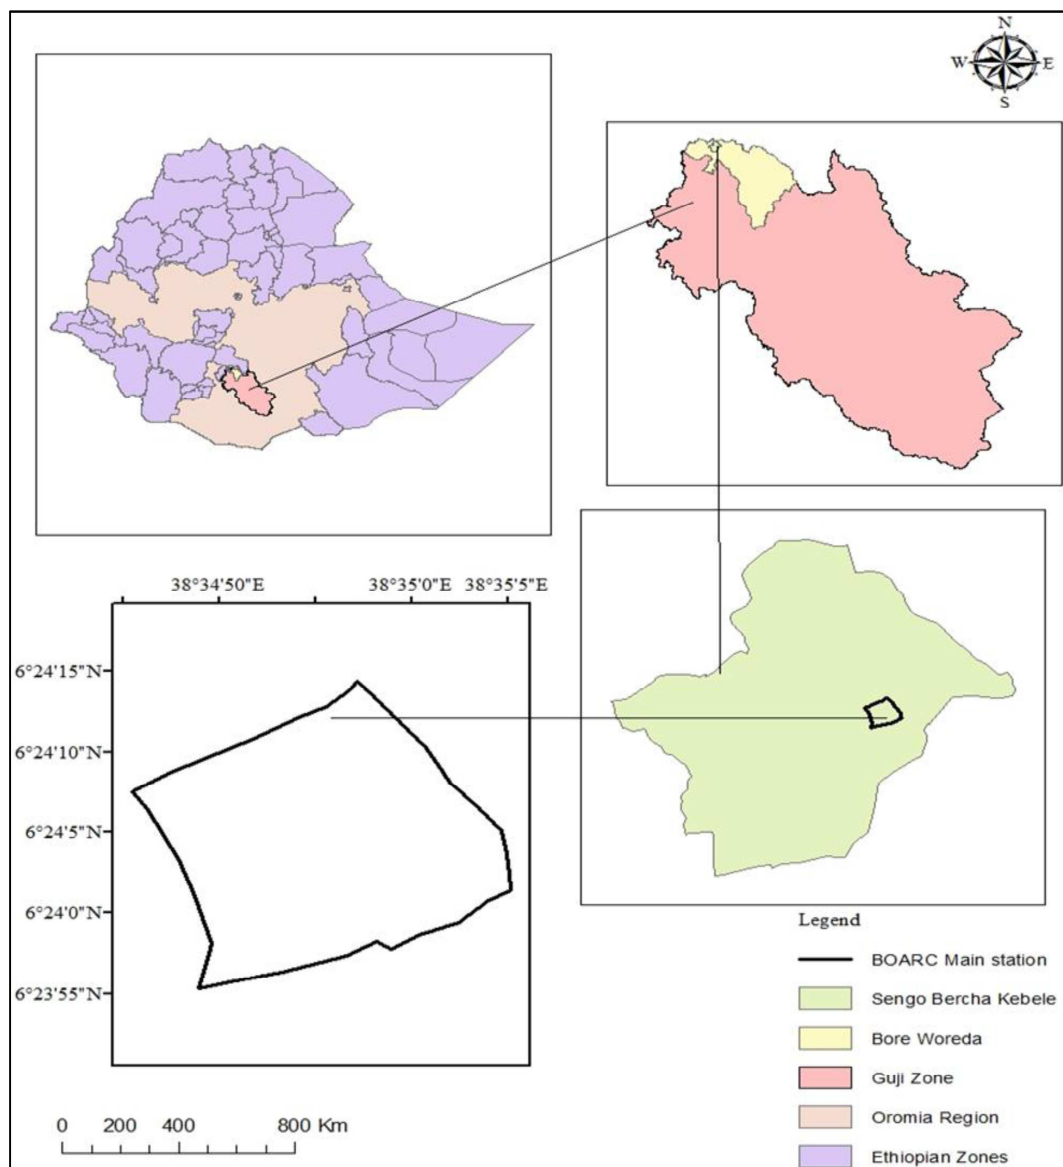 N
W E
S
38°34'50"E 38°35'0"E 38°35'5"E
6°24'15"N
6°24'10"N
6°24'5"N
6°24'0"N
6°23'55"N
Legend
BOARC Main station
Sengo Bercha Kebele
Bore Woreda
Guji Zone
Oromia Region
Ethiopian Zones
0 200 400 800 Km